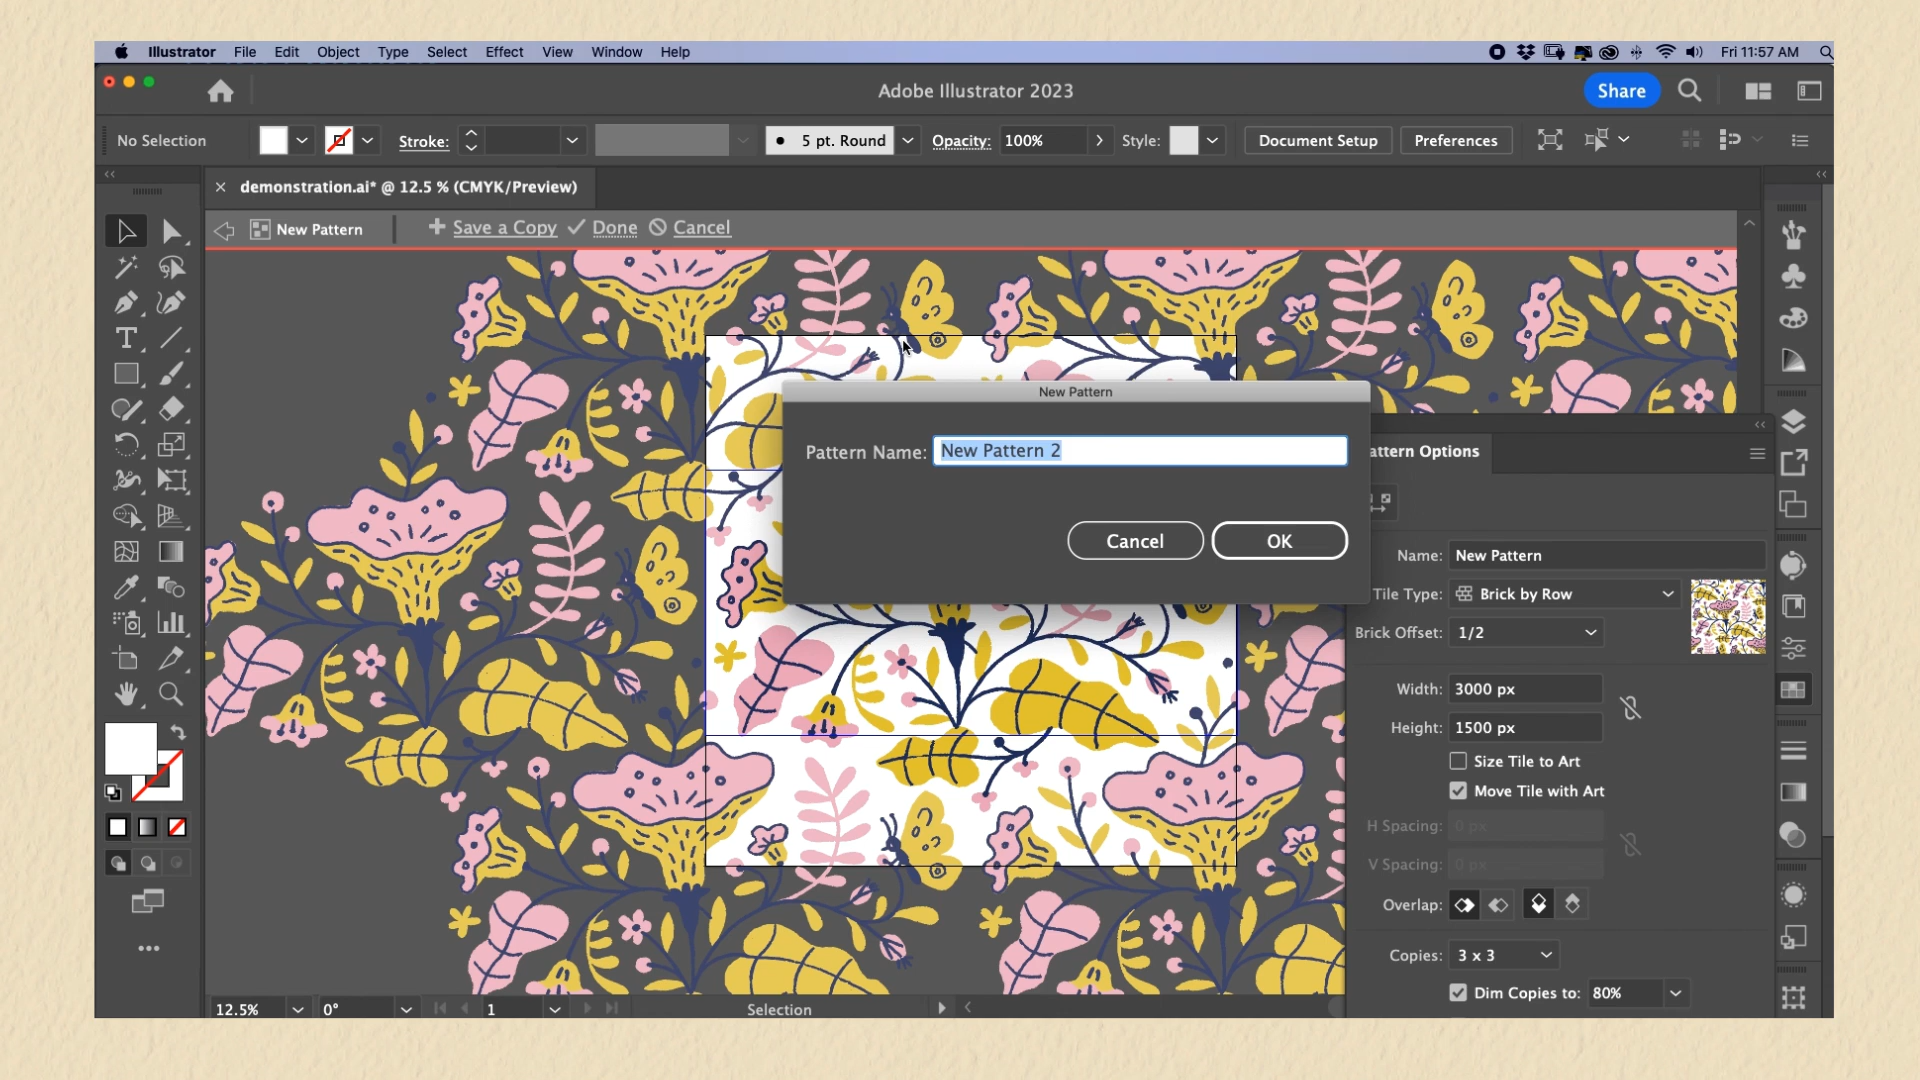 Illustrator File Edit Object Type Select Effect View Window Help Fri 11:57 AM
Adobe Illustrator 2023 Share
No Selection Stroke: 5 pt. Round Opacity: 100% Style: Document Setup Preferences
demonstration.ai* @ 12.5 % (CMYK/Preview)
New Pattern Save a Copy Done Cancel
New Pattern
Pattern Name: New Pattern 2
Cancel OK
attern Options
Name: New Pattern
Tile Type: Brick by Row
Brick Offset: 1/2
Width: 3000 px
Height: 1500 px
Size Tile to Art
Move Tile with Art
H Spacing: 0 px
V Spacing: 0 px
Overlap:
Copies: 3 x 3
Dim Copies to: 80%
12.5% 0° 1 Selection